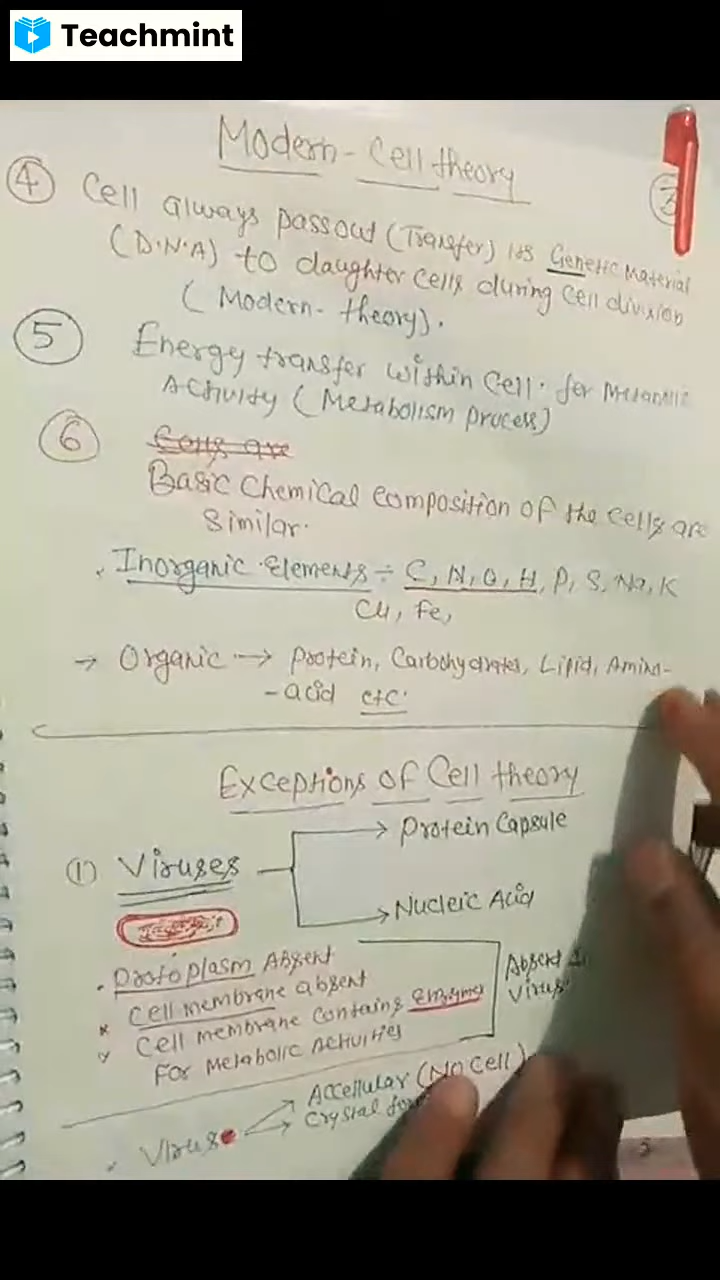 Teachmint
Modern - Cell theory
3
④ Cell always passout (Transfer) its Genetic Material
(D.N.A) to daughter cells during cell division
(Modern - theory).
⑤ Energy transfer within cell. for Metabolic
Activity (Metabolism process)
⑥ Cells are
Basic Chemical Composition of the cells are
Similar.
Inorganic Elements ÷ C, N, O, H, P, S, Na, K
Fe,
→ Organic → Protein, Carbohydrates, Lipid, Amino-
-acid etc.
Exceptions of Cell theory
① Viruses
→ Protein Capsule
→ Nucleic Acid
. Protoplasm Absent
× Cell membrane absent
Cell membrane contains Enzymes
For Metabolic Activities
Absent
Virus
Accellular (No Cell)
. Virus
Crystal
5